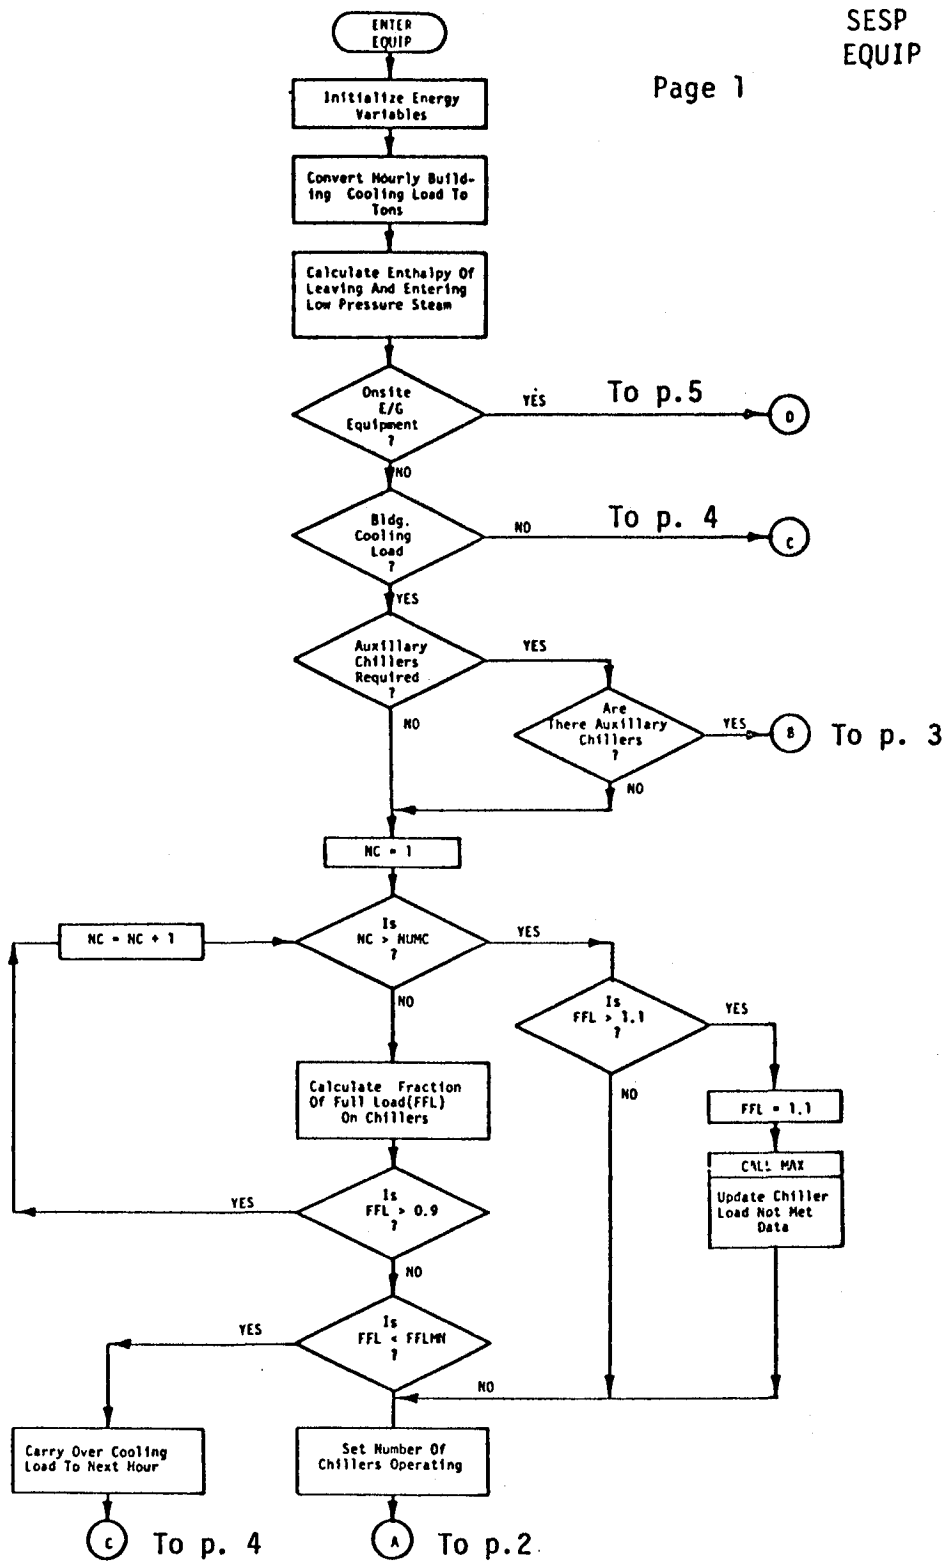 SESP
EQUIP
Page 1
ENTER
EQUIP
Initialize Energy
Variables
Convert Hourly Build-
ing Cooling Load To
Tons
Calculate Enthalpy Of
Leaving And Entering
Low Pressure Steam
Onsite
E/G
Equipment
?
YES
To p.5
D
NO
Bldg.
Cooling
Load
?
NO
To p. 4
C
YES
Auxillary
Chillers
Required
?
YES
NO
Are
There Auxillary
Chillers
?
YES
B
To p. 3
NO
NC = 1
NC = NC + 1
Is
NC > NUMC
?
YES
NO
Is
FFL > 1.1
?
YES
NO
Calculate Fraction
Of Full Load(FFL)
On Chillers
FFL = 1.1
CALL MAX
Update Chiller
Load Not Met
Data
Is
FFL > 0.9
?
YES
NO
Is
FFL < FFLMN
?
YES
NO
Carry Over Cooling
Load To Next Hour
Set Number Of
Chillers Operating
C
To p. 4
A
To p.2